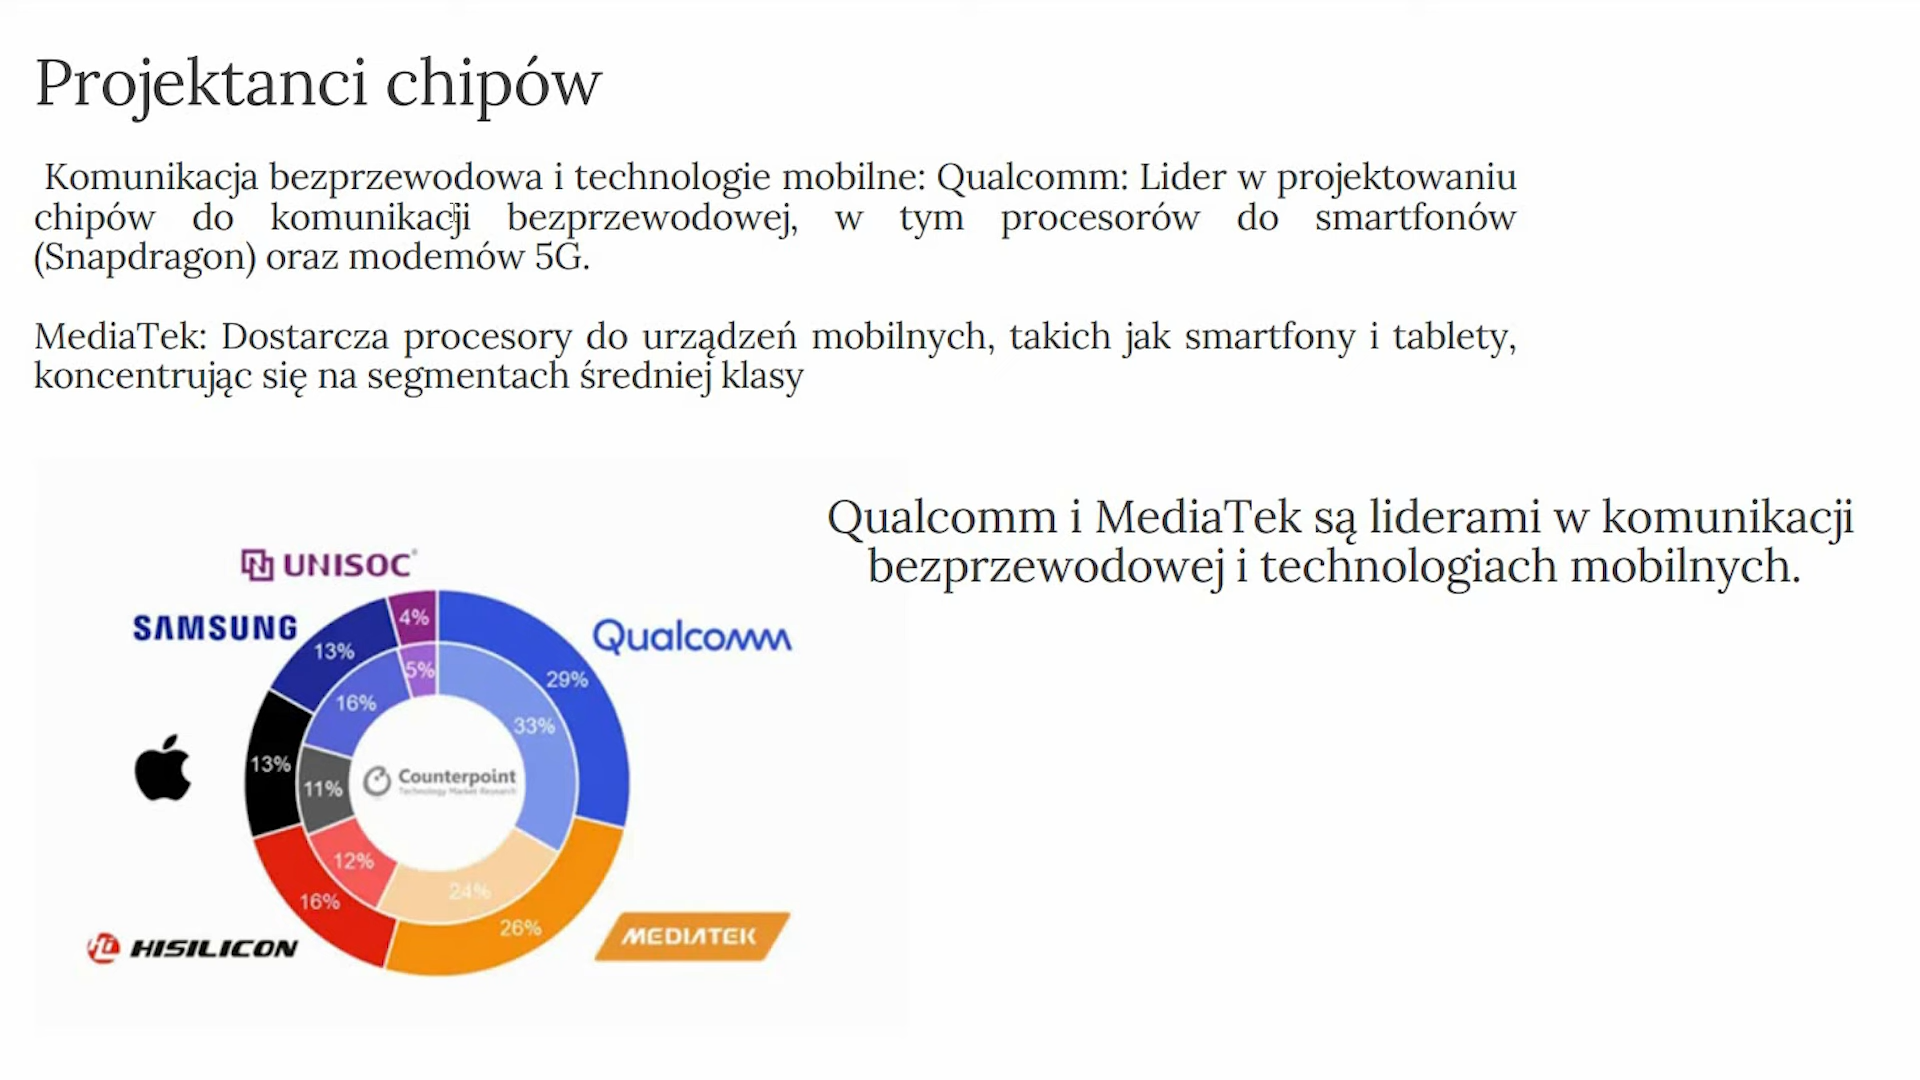 Projektanci chipów
Komunikacja bezprzewodowa i technologie mobilne: Qualcomm: Lider w projektowaniu
chipów do komunikacji bezprzewodowej, w tym procesorów do smartfonów
(Snapdragon) oraz modemów 5G.
MediaTek: Dostarcza procesory do urządzeń mobilnych, takich jak smartfony i tablety,
koncentrując się na segmentach średniej klasy
Qualcomm i MediaTek są liderami w komunikacji
bezprzewodowej i technologiach mobilnych.
UNISOC
SAMSUNG
Qualcomm
4%
13%
5%
29%
16%
33%
13%
11%
Counterpoint
Technology Market Research
12%
24%
16%
26%
MEDIATEK
HISILICON